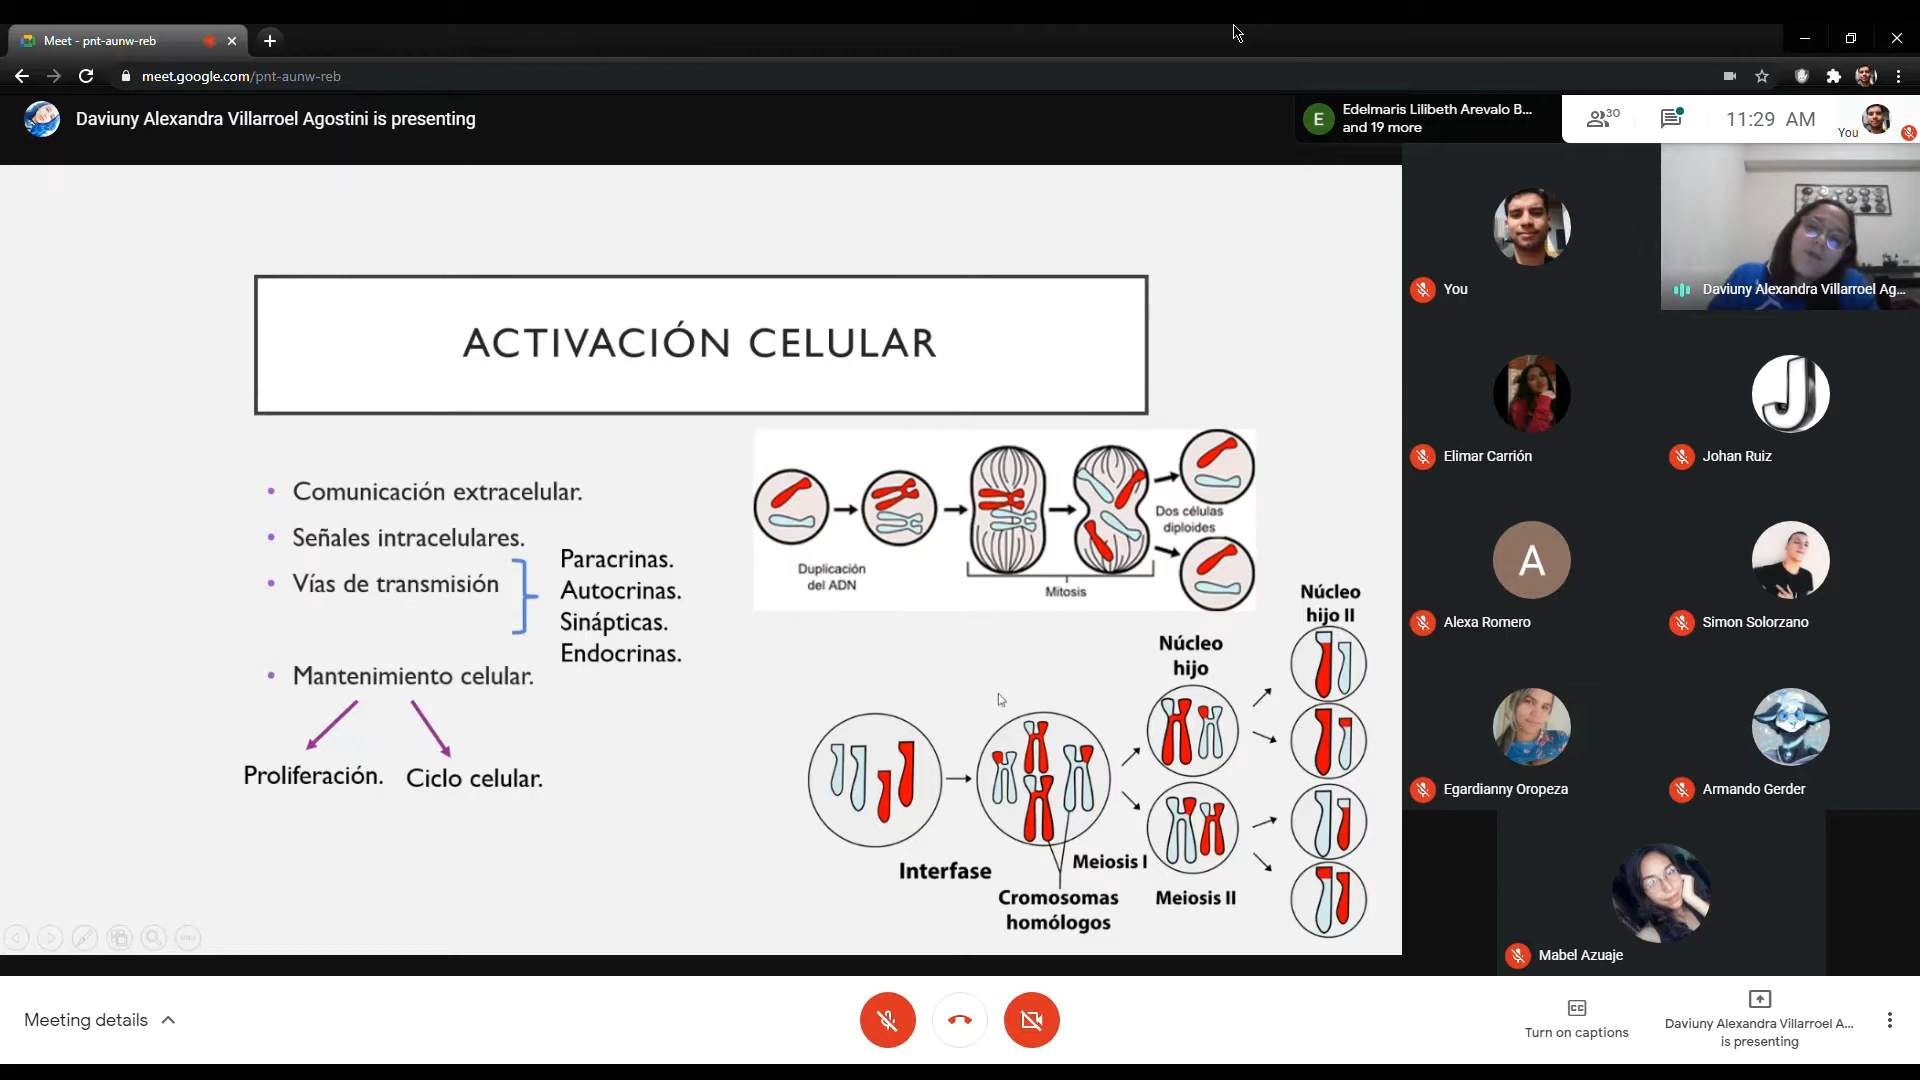 Meet - pnt-aunw-reb
meet.google.com/pnt-aunw-reb
Daviuny Alexandra Villarroel Agostini is presenting
E
Edelmaris Lilibeth Arevalo B...
and 19 more
30
11:29 AM
You
ACTIVACIÓN CELULAR
• Comunicación extracelular.
• Señales intracelulares.
• Vías de transmisión
Paracrinas.
Autocrinas.
Sinápticas.
Endocrinas.
• Mantenimiento celular.
Proliferación.
Ciclo celular.
Duplicación
del ADN
Mitosis
Dos células
diploides
Interfase
Cromosomas
homólogos
Meiosis I
Núcleo
hijo
Meiosis II
Núcleo
hijo II
You
Daviuny Alexandra Villarroel Ag...
Elimar Carrión
J
Johan Ruiz
A
Alexa Romero
Simon Solorzano
Egardianny Oropeza
Armando Gerder
Mabel Azuaje
Meeting details
Turn on captions
Daviuny Alexandra Villarroel A...
is presenting